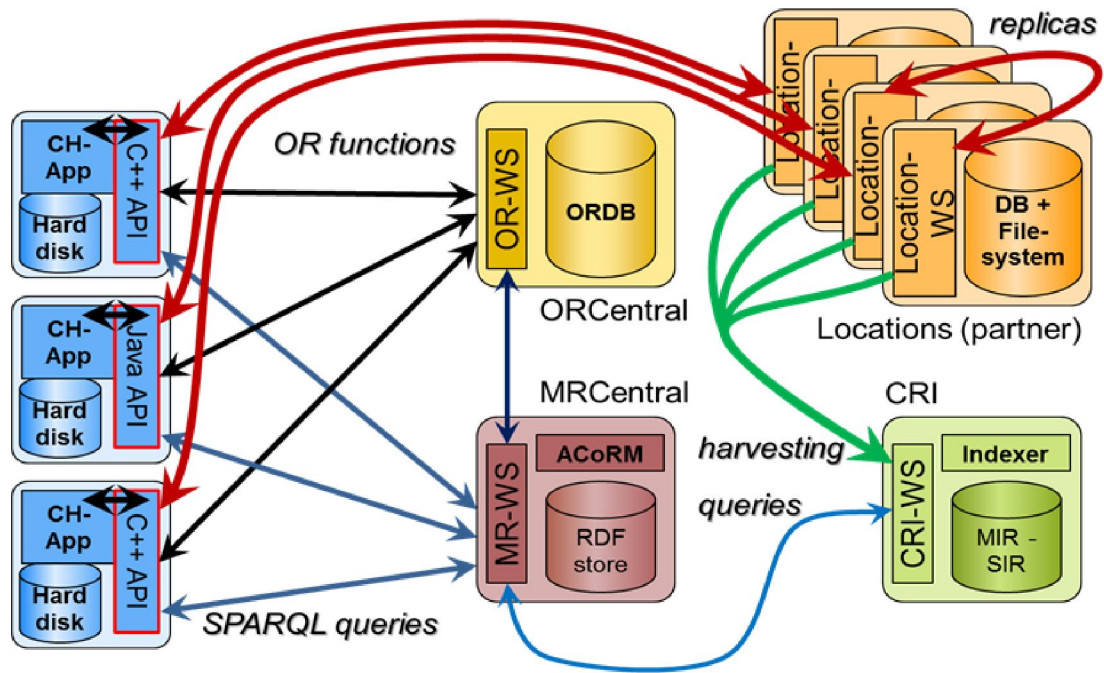 replicas
Location-
Location-
Location-
Location-
WS
DB +
File-
system
Locations (partner)
CH-
App
C++ API
Hard
disk
OR functions
OR-WS
ORDB
ORCentral
CH-
App
Java API
Hard
disk
MRCentral
CRI
MR-WS
ACoRM
RDF
store
harvesting
queries
CRI-WS
Indexer
MIR -
SIR
CH-
App
C++ API
Hard
disk
SPARQL queries